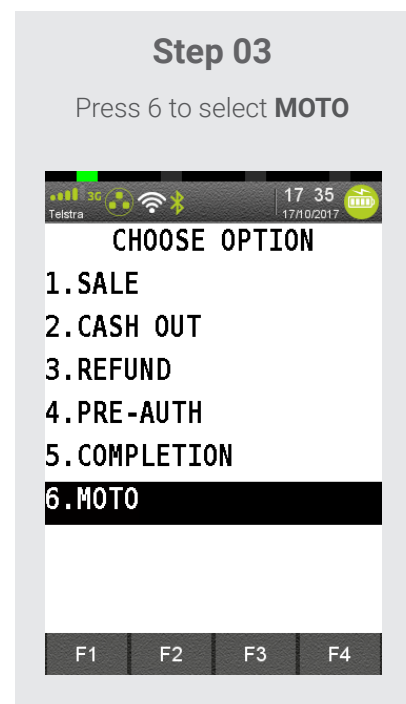 Step 03
Press 6 to select MOTO
3G
17 35
Telstra
17/10/2017
CHOOSE OPTION
1.SALE
2.CASH OUT
3.REFUND
4.PRE-AUTH
5.COMPLETION
6.MOTO
F1 F2 F3 F4